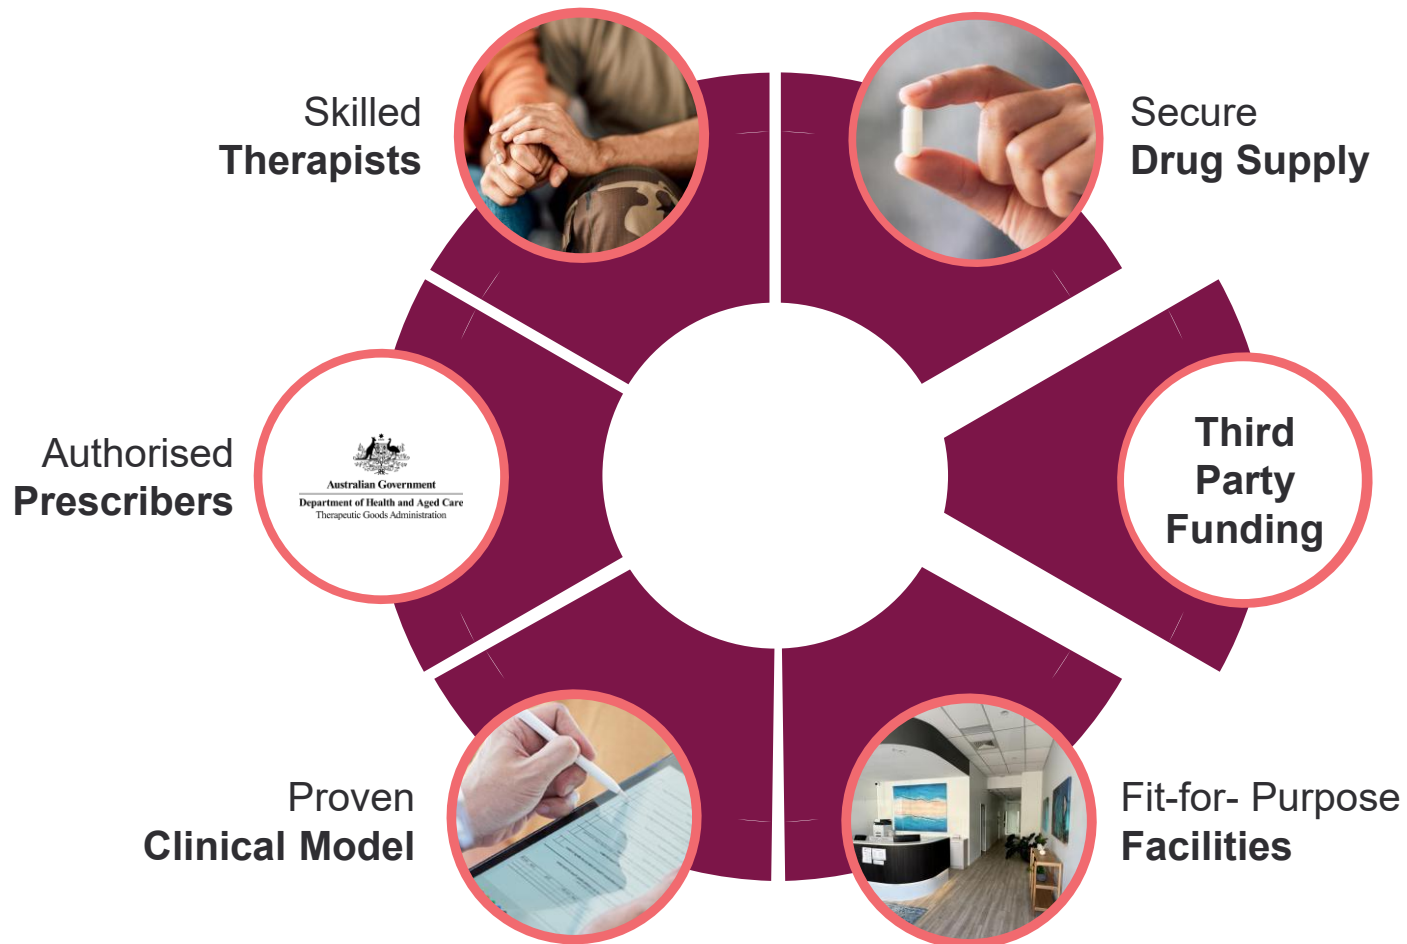 Skilled
Therapists
Secure
Drug Supply
Authorised
Prescribers
Australian Government
Department of Health and Aged Care
Therapeutic Goods Administration
Third
Party
Funding
Proven
Clinical Model
Fit-for- Purpose
Facilities